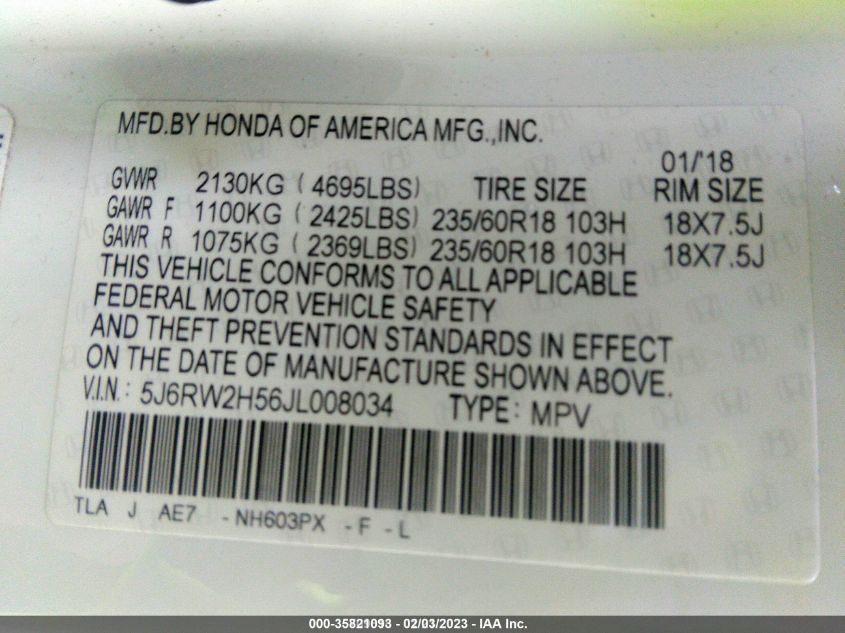 MFD.BY HONDA OF AMERICA MFG.,INC.
01/'18
GVWR 2130KG ( 4695LBS) TIRE SIZE RIM SIZE
GAWR F 1100KG ( 2425LBS) 235/60R18 103H 18X7.5J
GAWR R 1075KG ( 2369LBS) 235/60R18 103H 18X7.5J
THIS VEHICLE CONFORMS TO ALL APPLICABLE
FEDERAL MOTOR VEHICLE SAFETY
AND THEFT PREVENTION STANDARDS IN EFFECT
ON THE DATE OF MANUFACTURE SHOWN ABOVE.
V.I.N.: 5J6RW2H56JL008034 TYPE: MPV
TLA J AE7 - NH603PX - F - L
000-35821093 - 02/03/2023 - IAA Inc.